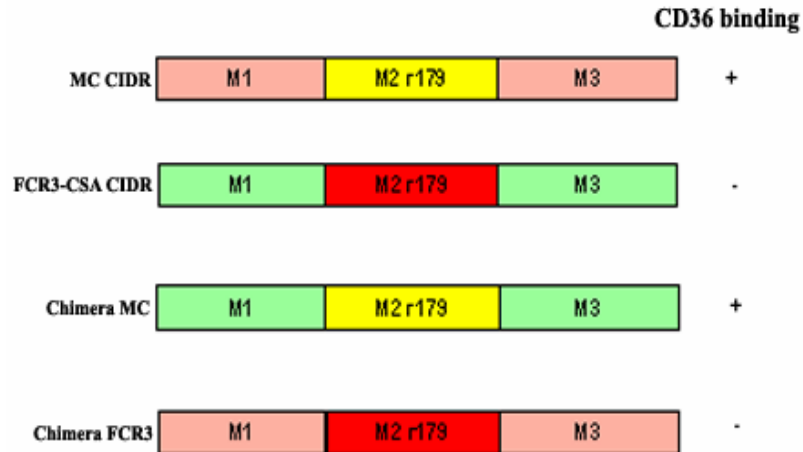 CD36 binding
MC CIDR M1 M2 r179 M3 +
FCR3-CSA CIDR M1 M2 r179 M3 -
Chimera MC M1 M2 r179 M3 +
Chimera FCR3 M1 M2 r179 M3 -